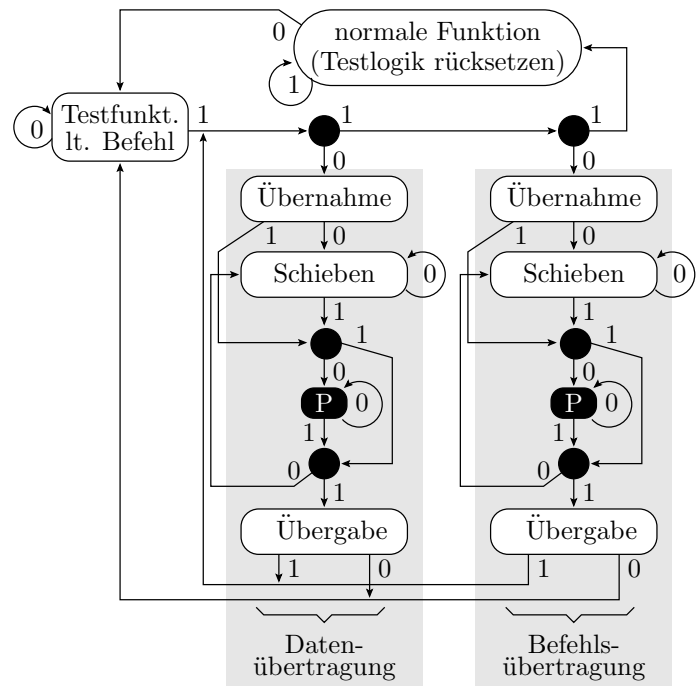 0
normale Funktion
(Testlogik rücksetzen)
1
Testfunkt.
lt. Befehl
0
1
1
1
0
0
Übernahme
Übernahme
1
0
1
0
Schieben
0
Schieben
0
1
1
1
1
0
0
P
0
P
0
1
1
0
0
1
1
Übergabe
Übergabe
1
0
1
0
Daten-
übertragung
Befehls-
übertragung